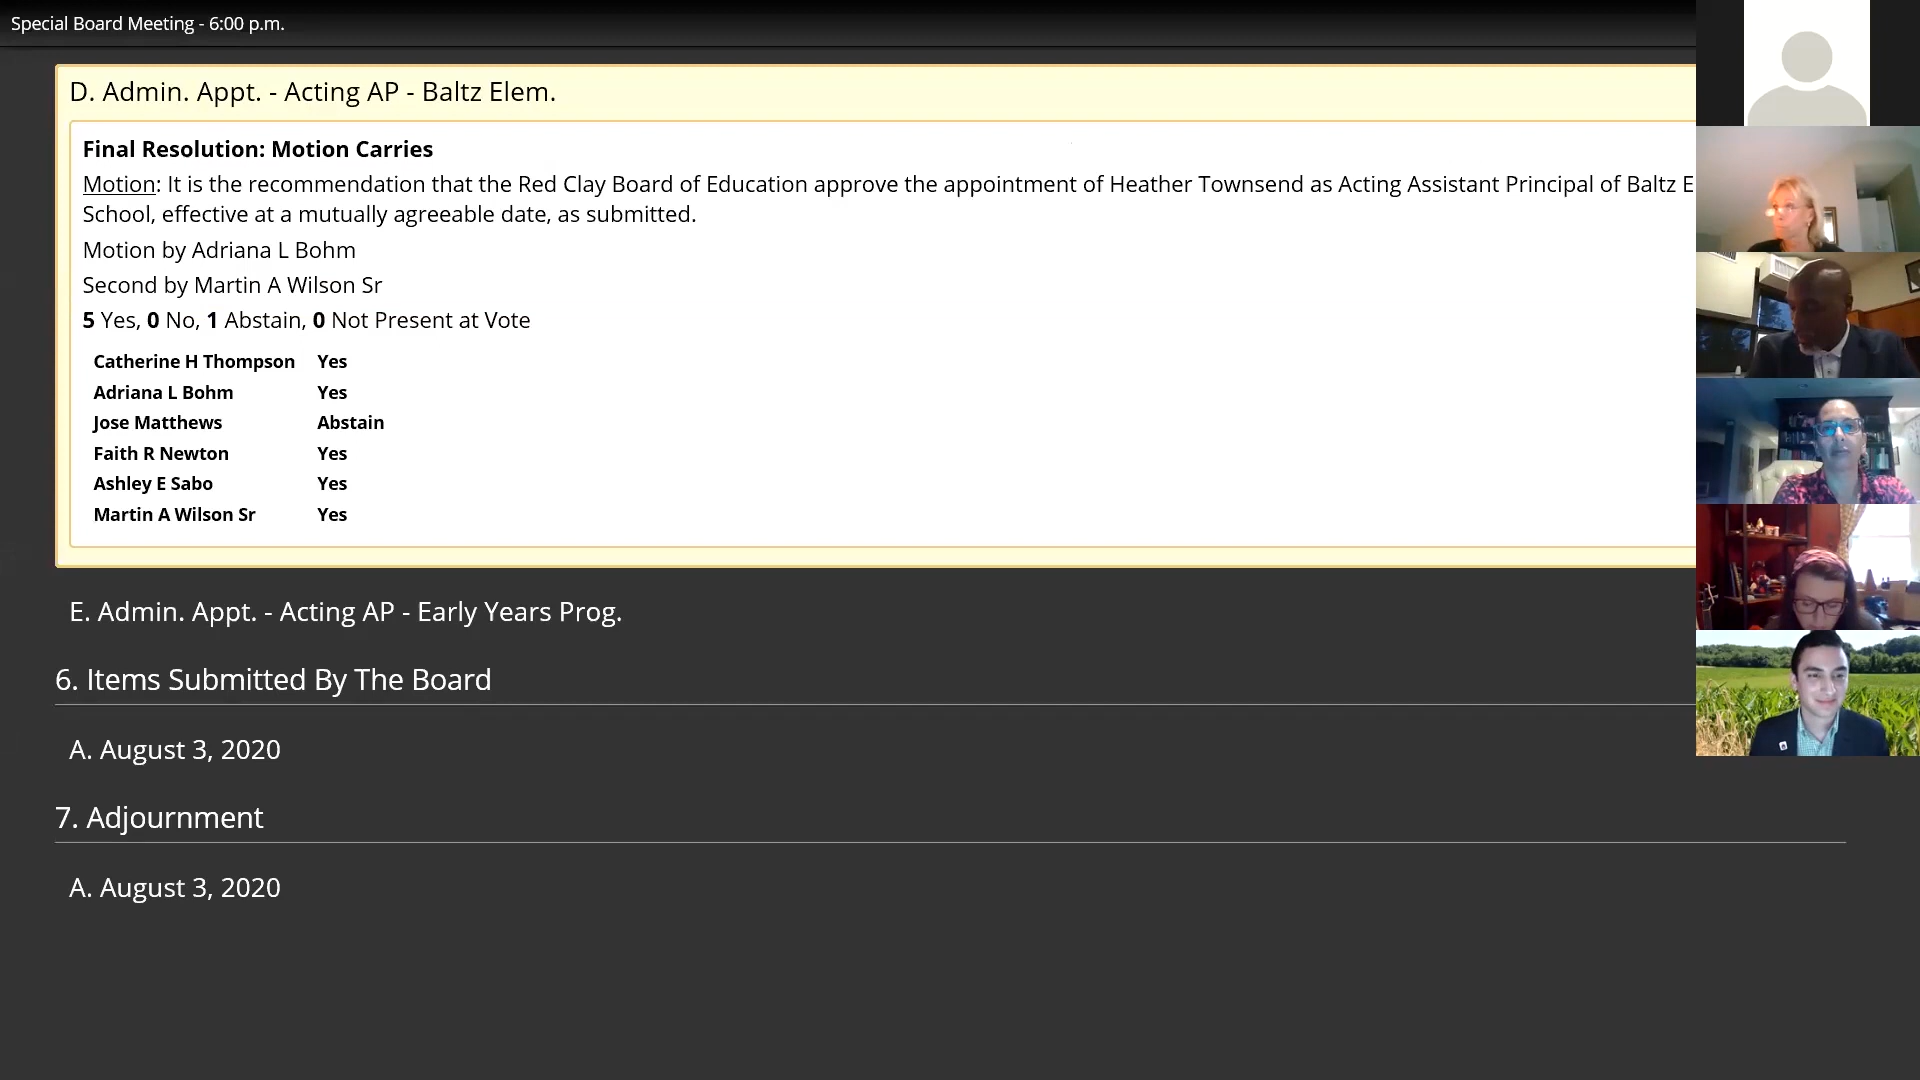 Special Board Meeting - 6:00 p.m.
D. Admin. Appt. - Acting AP - Baltz Elem.
Final Resolution: Motion Carries
Motion: It is the recommendation that the Red Clay Board of Education approve the appointment of Heather Townsend as Acting Assistant Principal of Baltz E
School, effective at a mutually agreeable date, as submitted.
Motion by Adriana L Bohm
Second by Martin A Wilson Sr
5 Yes, 0 No, 1 Abstain, 0 Not Present at Vote
Catherine H Thompson Yes
Adriana L Bohm Yes
Jose Matthews Abstain
Faith R Newton Yes
Ashley E Sabo Yes
Martin A Wilson Sr Yes
E. Admin. Appt. - Acting AP - Early Years Prog.
6. Items Submitted By The Board
A. August 3, 2020
7. Adjournment
A. August 3, 2020